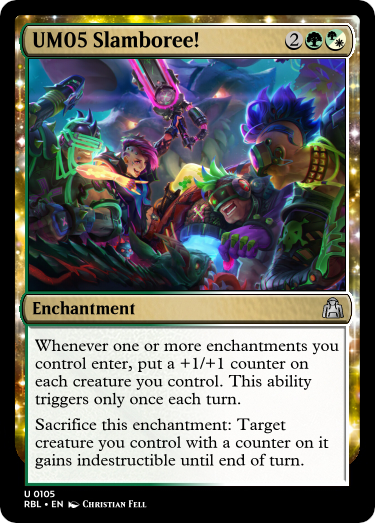 UM05 Slamboree!
2
Enchantment
Whenever one or more enchantments you
control enter, put a +1/+1 counter on
each creature you control. This ability
triggers only once each turn.
Sacrifice this enchantment: Target
creature you control with a counter on it
gains indestructible until end of turn.
U 0105
RBL • EN Christian Fell